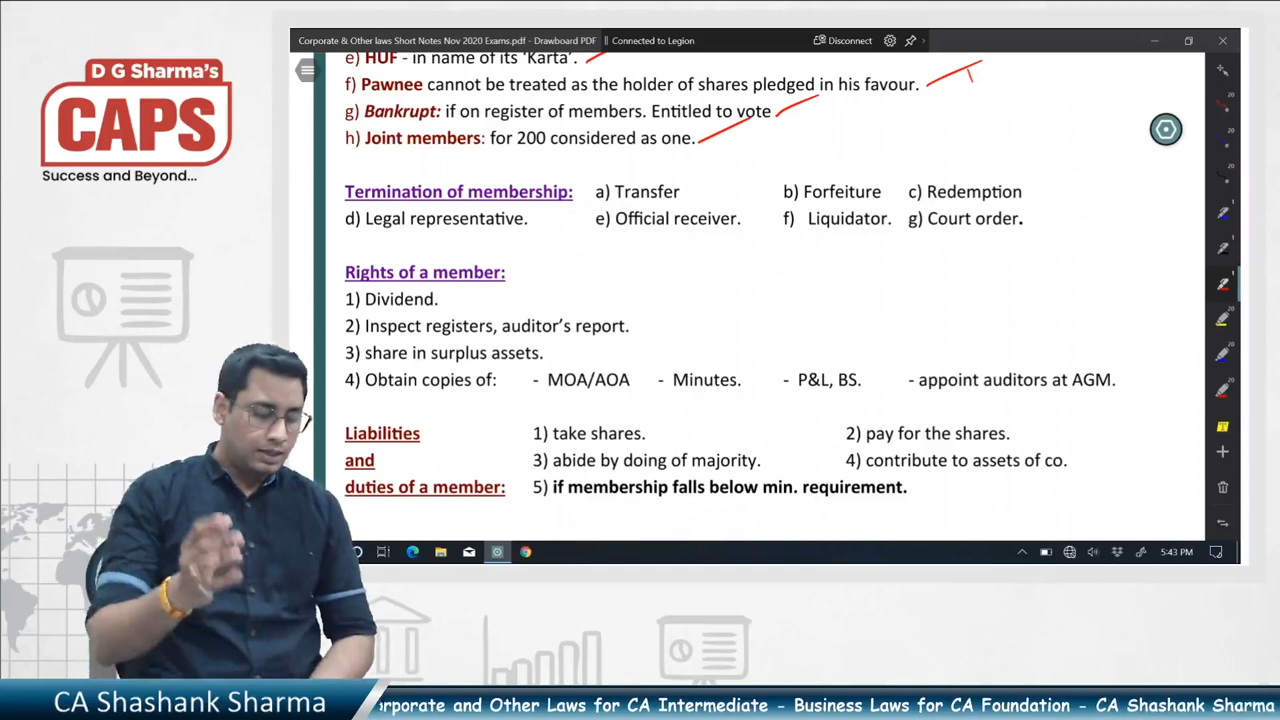 D G Sharma's
CAPS
Success and Beyond...
Corporate & Other laws Short Notes Nov 2020 Exams.pdf - Drawboard PDF
Connected to Legion
Disconnect
e) HUF - in name of its ‘Karta’.
f) Pawnee cannot be treated as the holder of shares pledged in his favour.
g) Bankrupt: if on register of members. Entitled to vote
h) Joint members: for 200 considered as one.
Termination of membership: a) Transfer b) Forfeiture c) Redemption
d) Legal representative. e) Official receiver. f) Liquidator. g) Court order.
Rights of a member:
1) Dividend.
2) Inspect registers, auditor’s report.
3) share in surplus assets.
4) Obtain copies of: - MOA/AOA - Minutes. - P&L, BS. - appoint auditors at AGM.
Liabilities 1) take shares. 2) pay for the shares.
and 3) abide by doing of majority. 4) contribute to assets of co.
duties of a member: 5) if membership falls below min. requirement.
5:43 PM
CA Shashank Sharma
orporate and Other Laws for CA Intermediate - Business Laws for CA Foundation - CA Shashank Sharma